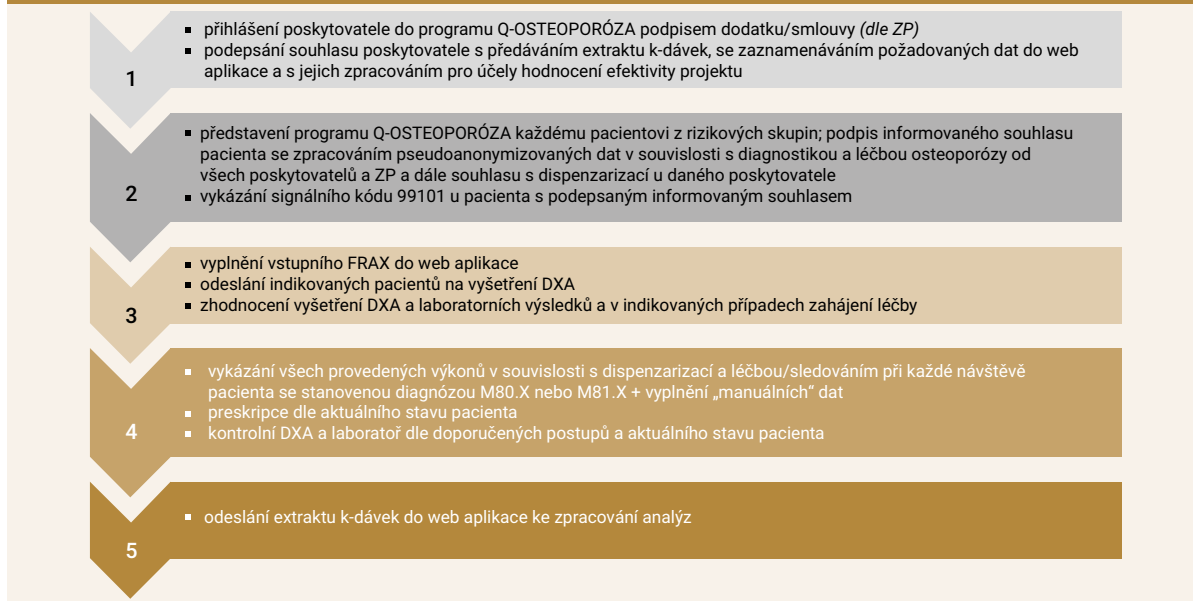 1
▪ přihlášení poskytovatele do programu Q-OSTEOPORÓZA podpisem dodatku/smlouvy (dle ZP)
▪ podepsání souhlasu poskytovatele s předáváním extraktu k-dávek, se zaznamenáváním požadovaných dat do web
aplikace a s jejich zpracováním pro účely hodnocení efektivity projektu
2
▪ představení programu Q-OSTEOPORÓZA každému pacientovi z rizikových skupin; podpis informovaného souhlasu
pacienta se zpracováním pseudoanonymizovaných dat v souvislosti s diagnostikou a léčbou osteoporózy od
všech poskytovatelů a ZP a dále souhlasu s dispenzarizací u daného poskytovatele
▪ vykázání signálního kódu 99101 u pacienta s podepsaným informovaným souhlasem
3
▪ vyplnění vstupního FRAX do web aplikace
▪ odeslání indikovaných pacientů na vyšetření DXA
▪ zhodnocení vyšetření DXA a laboratorních výsledků a v indikovaných případech zahájení léčby
4
▪ vykázání všech provedených výkonů v souvislosti s dispenzarizací a léčbou/sledováním při každé návštěvě
pacienta se stanovenou diagnózou M80.X nebo M81.X + vyplnění „manuálních“ dat
▪ preskripce dle aktuálního stavu pacienta
▪ kontrolní DXA a laboratoř dle doporučených postupů a aktuálního stavu pacienta
5
▪ odeslání extraktu k-dávek do web aplikace ke zpracování analýz